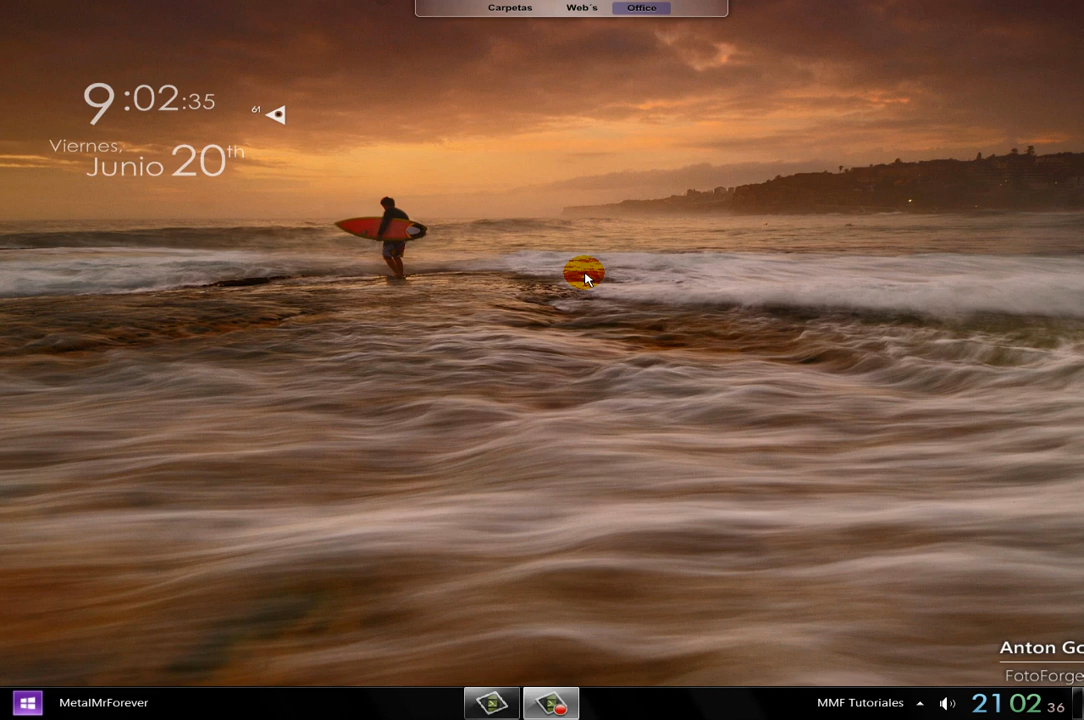 Carpetas Web´s Office
9:02:35
61
Viernes,
Junio 20th
Anton Go
FotoForge
MetalMrForever
MMF Tutoriales
21 02 36